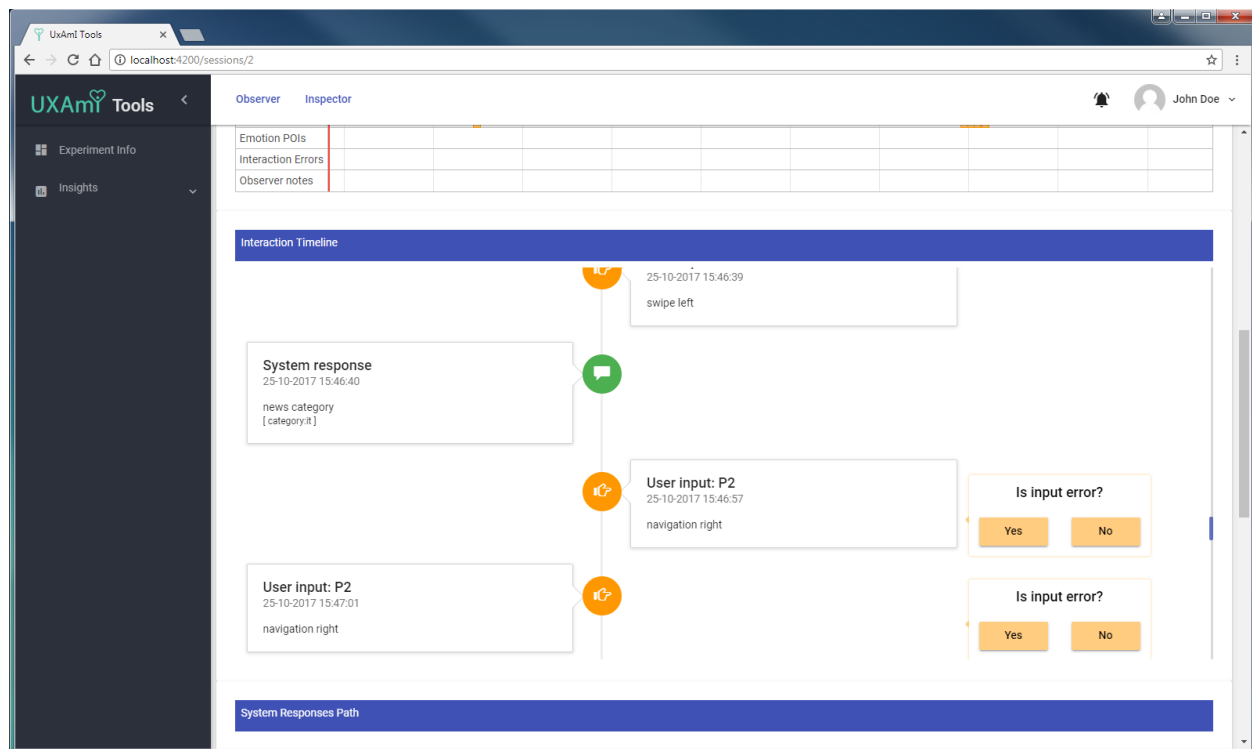 UxAmI Tools
localhost:4200/sessions/2
UXAmI Tools
Observer Inspector
John Doe
Experiment Info
Insights
Emotion POIs
Interaction Errors
Observer notes
Interaction Timeline
25-10-2017 15:46:39
swipe left
System response
25-10-2017 15:46:40
news category
[ category:it ]
User input: P2
25-10-2017 15:46:57
navigation right
Is input error?
Yes No
User input: P2
25-10-2017 15:47:01
navigation right
Is input error?
Yes No
System Responses Path